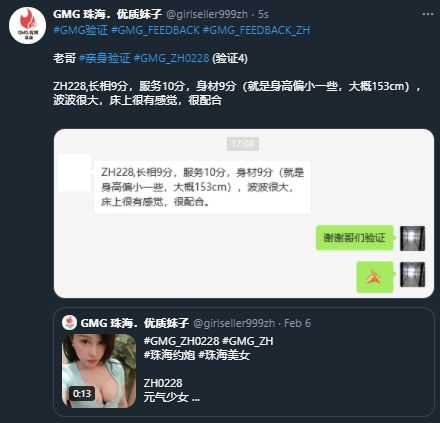 GMG 珠海．优质妹子 @girlseller999zh · 5s
#GMG验证 #GMG_FEEDBACK #GMG_FEEDBACK_ZH
老哥 #亲身验证 #GMG_ZH0228 (验证4)
ZH228,长相9分，服务10分，身材9分（就是身高偏小一些，大概153cm），
波波很大，床上很有感觉，很配合
17:06
ZH228,长相9分，服务10分，身材9分（就是
身高偏小一些，大概153cm），波波很大，
床上很有感觉，很配合。
谢谢哥们验证
GMG 珠海．优质妹子 @girlseller999zh · Feb 6
#GMG_ZH0228 #GMG_ZH
#珠海约炮 #珠海美女
ZH0228
元气少女 ...
0:13